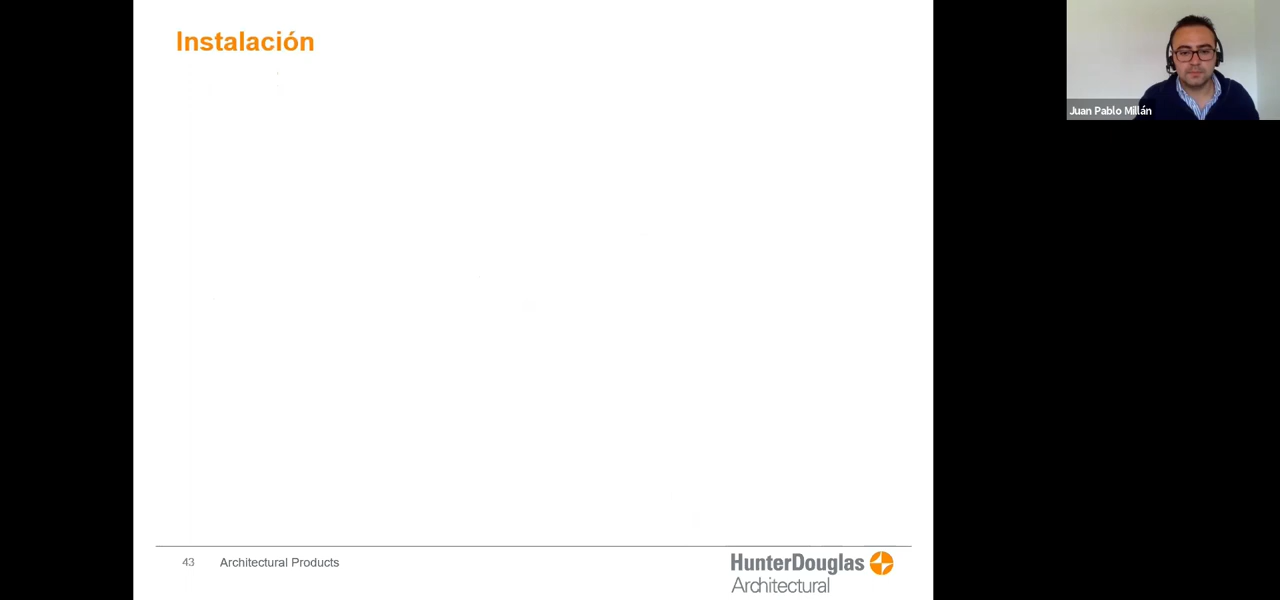 Instalación
Juan Pablo Millán
43
Architectural Products
HunterDouglas
Architectural